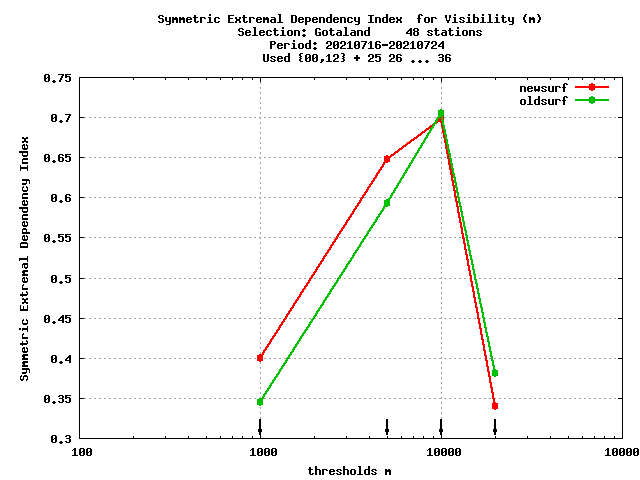 Symmetric Extremal Dependency Index  for Visibility (m)
Selection: Gotaland     48 stations
Period: 20210716-20210724
Used {00,12} + 25 26 ... 36
newsurf
oldsurf
Symmetric Extremal Dependency Index
0.75
0.7
0.65
0.6
0.55
0.5
0.45
0.4
0.35
0.3
100 1000 10000 100000
thresholds m